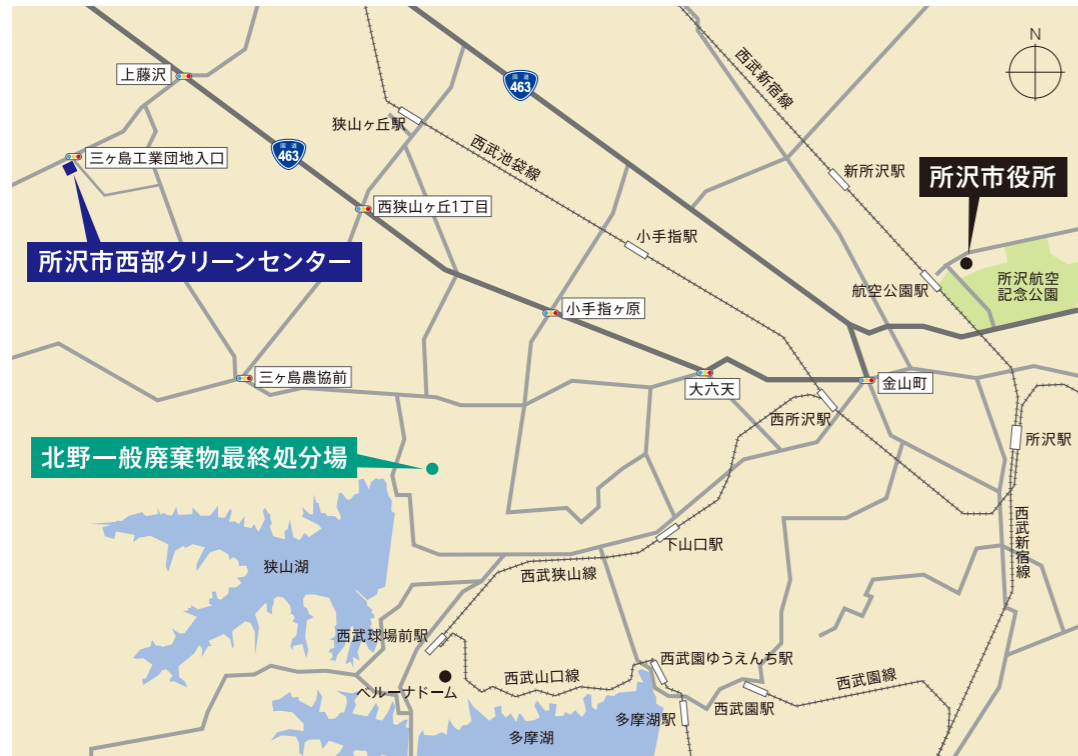 N
西武新宿線
上藤沢
国道
463
狭山ヶ丘駅
国道
463
西武池袋線
三ヶ島工業団地入口
新所沢駅
所沢市役所
西狭山ヶ丘1丁目
小手指駅
所沢市西部クリーンセンター
航空公園駅
所沢航空
記念公園
小手指ヶ原
三ヶ島農協前
大六天
金山町
西所沢駅
所沢駅
北野一般廃棄物最終処分場
西武新宿線
下山口駅
狭山湖
西武狭山線
西武球場前駅
西武園ゆうえんち駅
西武山口線
西武園線
ベルーナドーム
多摩湖駅
西武園駅
多摩湖